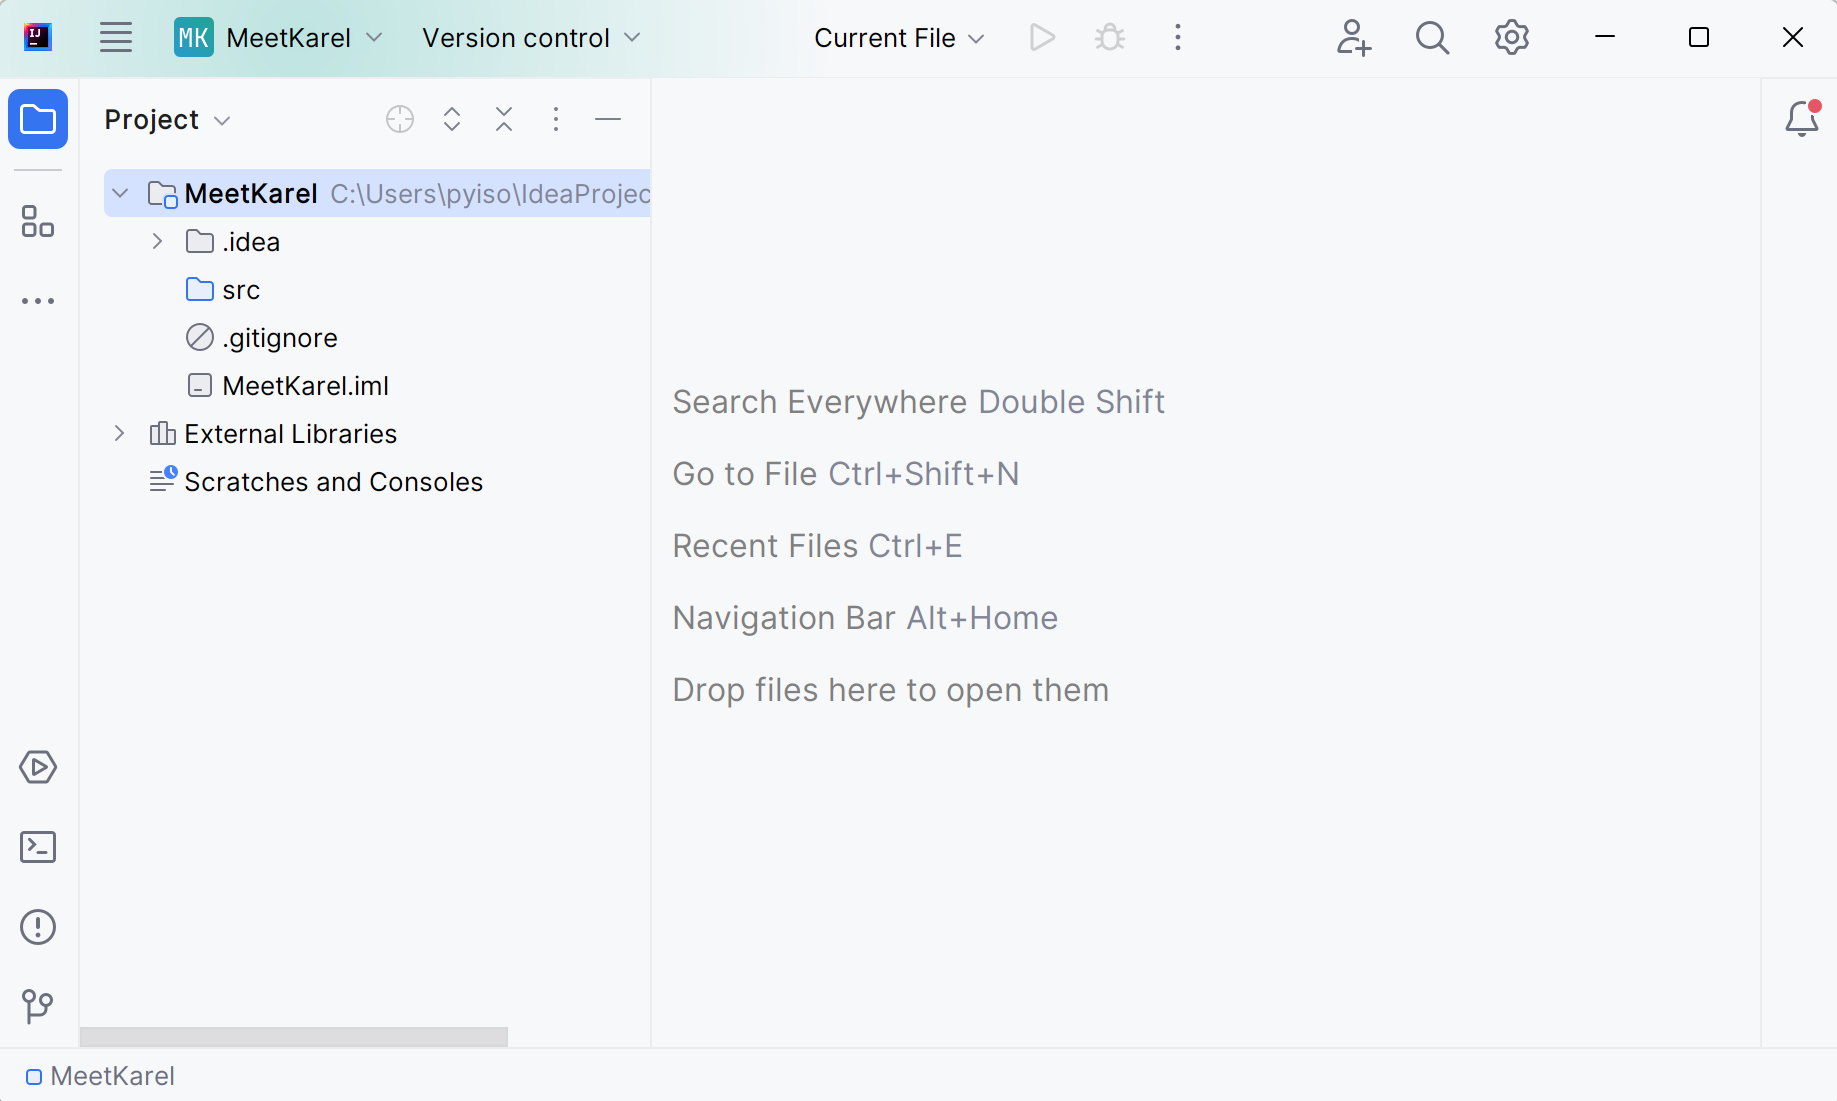 IJ
MK MeetKarel Version control Current File
Project
MeetKarel C:\Users\pyiso\IdeaProjec
.idea
src
.gitignore
MeetKarel.iml
External Libraries
Scratches and Consoles
Search Everywhere Double Shift
Go to File Ctrl+Shift+N
Recent Files Ctrl+E
Navigation Bar Alt+Home
Drop files here to open them
MeetKarel